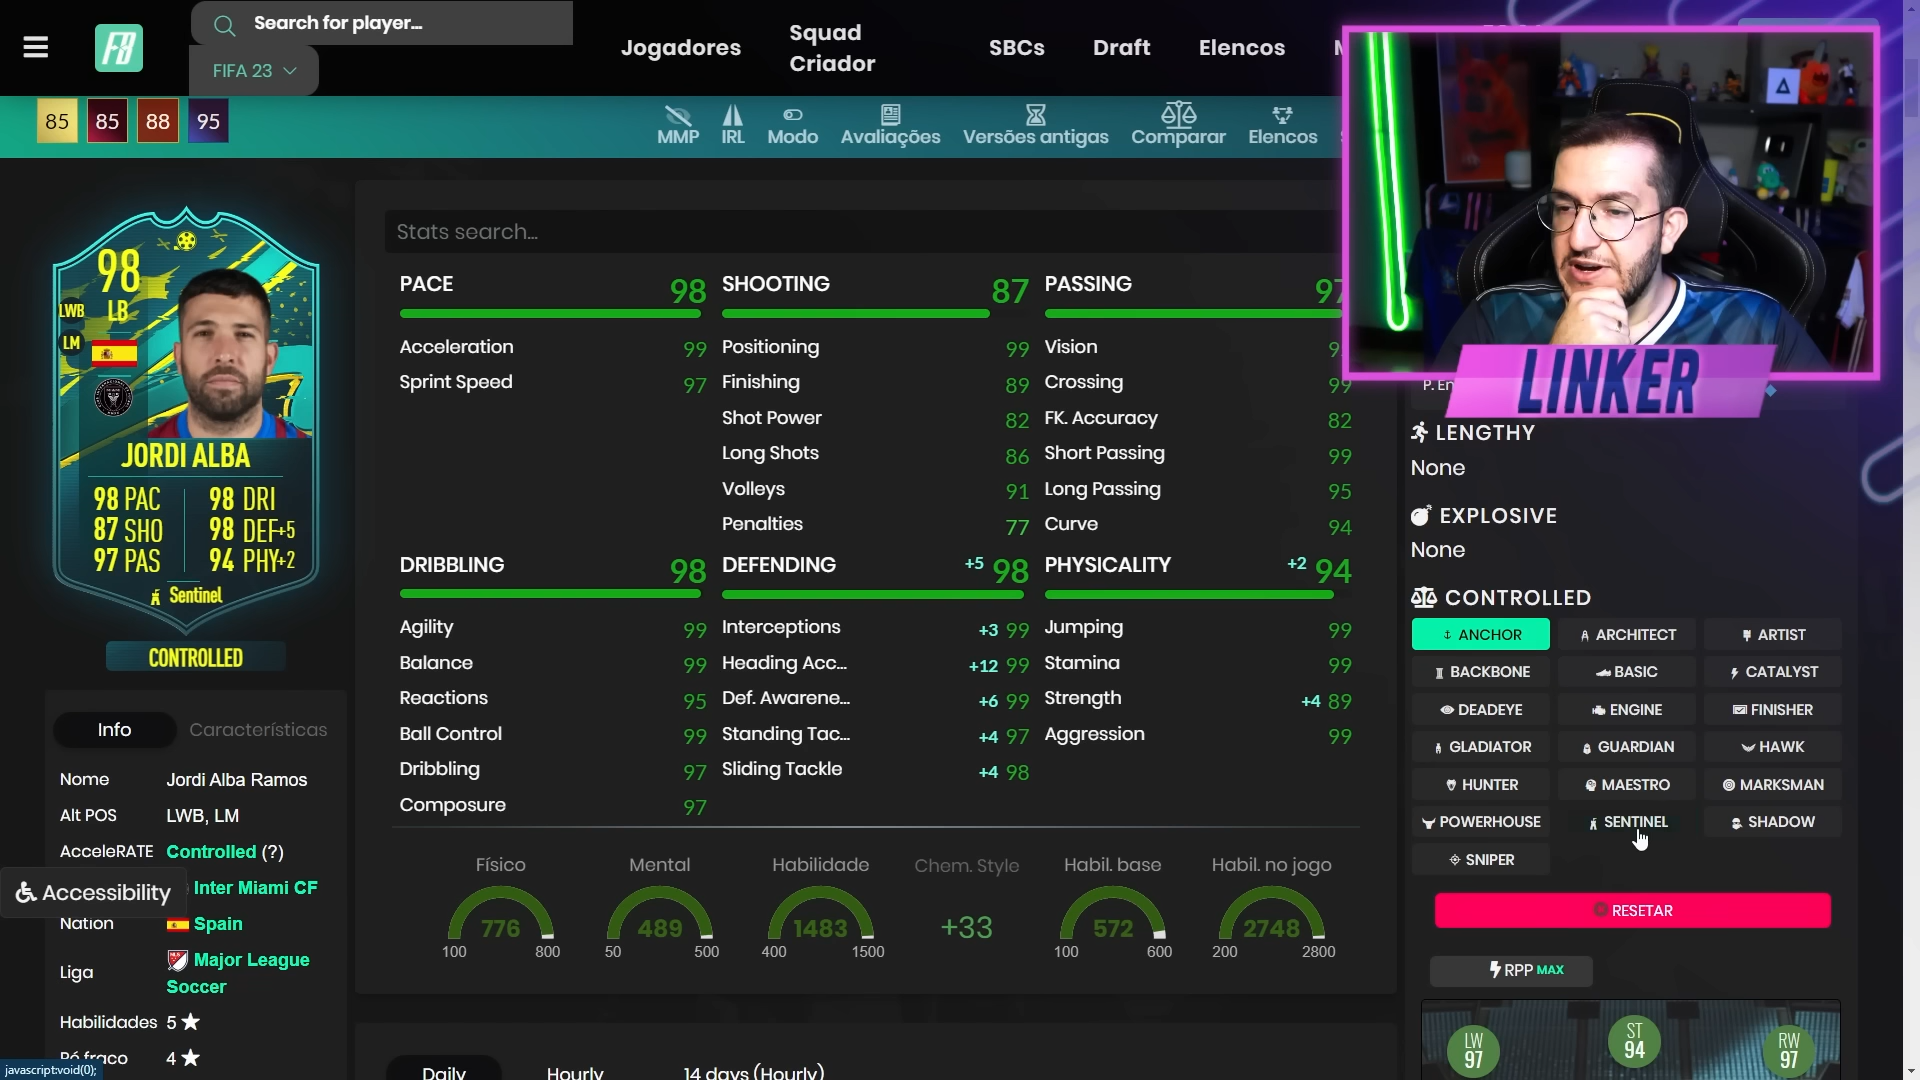 Search for player...
FIFA 23
Jogadores
Squad
Criador
SBCs
Draft
Elencos
85
85
88
95
MMP
IRL
Modo
Avaliações
Versões antigas
Comparar
Elencos
LINKER
98
LB
LWB
LM
JORDI ALBA
98 PAC
98 DRI
87 SHO
98 DEF+5
97 PAS
94 PHY+2
Sentinel
CONTROLLED
Info
Características
Nome Jordi Alba Ramos
Alt POS LWB, LM
AcceleRATE Controlled (?)
Accessibility
Inter Miami CF
Nation Spain
Liga Major League
Soccer
Habilidades 5 ★
Pé fraco 4 ★
javascript:void(0);
Stats search...
PACE 98
Acceleration 99
Sprint Speed 97
SHOOTING 87
Positioning 99
Finishing 89
Shot Power 82
Long Shots 86
Volleys 91
Penalties 77
PASSING 97
Vision
Crossing 99
FK. Accuracy 82
Short Passing 99
Long Passing 95
Curve 94
DRIBBLING 98
Agility 99
Balance 99
Reactions 95
Ball Control 99
Dribbling 97
Composure 97
DEFENDING +5 98
Interceptions +3 99
Heading Acc... +12 99
Def. Awarene... +6 99
Standing Tac... +4 97
Sliding Tackle +4 98
PHYSICALITY +2 94
Jumping 99
Stamina 99
Strength +4 89
Aggression 99
Físico
776
100 800
Mental
489
50 500
Habilidade
1483
400 1500
Chem. Style
+33
Habil. base
572
100 600
Habil. no jogo
2748
200 2800
Daily
Hourly
14 days (Hourly)
P. En
LENGTHY
None
EXPLOSIVE
None
CONTROLLED
ANCHOR ARCHITECT ARTIST
BACKBONE BASIC CATALYST
DEADEYE ENGINE FINISHER
GLADIATOR GUARDIAN HAWK
HUNTER MAESTRO MARKSMAN
POWERHOUSE SENTINEL SHADOW
SNIPER
RESETAR
RPP MAX
LW
97
ST
94
RW
97